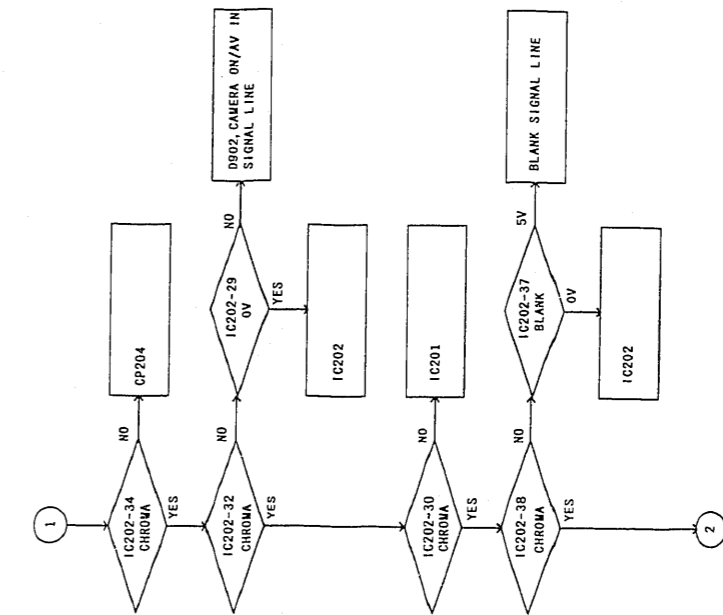 1
IC202-34
CHROMA
NO
CP204
YES
IC202-32
CHROMA
NO
IC202-29
0V
NO
D902, CAMERA ON/AV IN
SIGNAL LINE
YES
IC202
YES
IC202-30
CHROMA
NO
IC201
YES
IC202-38
CHROMA
NO
IC202-37
BLANK
5V
BLANK SIGNAL LINE
0V
IC202
YES
2